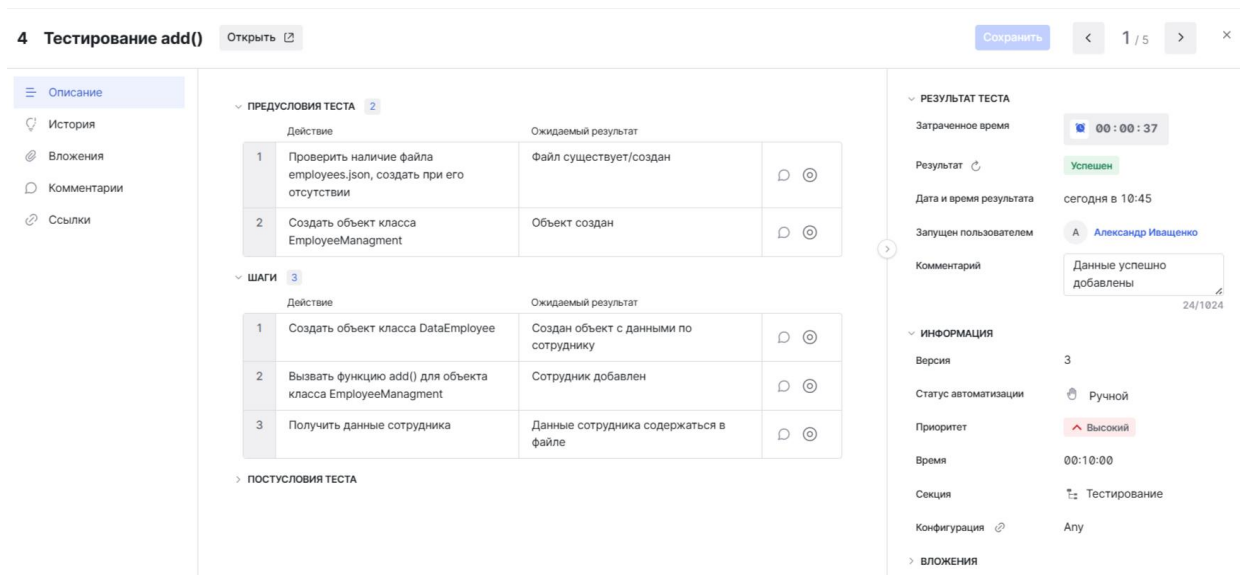 4 Тестирование add() Открыть
Сохранить
1 / 5
Описание
История
Вложения
Комментарии
Ссылки
ПРЕДУСЛОВИЯ ТЕСТА 2
Действие Ожидаемый результат
1 Проверить наличие файла Файл существует/создан
employees.json, создать при его
отсутствии
2 Создать объект класса Объект создан
EmployeeManagment
ШАГИ 3
Действие Ожидаемый результат
1 Создать объект класса DataEmployee Создан объект с данными по
сотруднику
2 Вызвать функцию add() для объекта Сотрудник добавлен
класса EmployeeManagment
3 Получить данные сотрудника Данные сотрудника содержаться в
файле
ПОСТУСЛОВИЯ ТЕСТА
РЕЗУЛЬТАТ ТЕСТА
Затраченное время 00:00:37
Результат Успешен
Дата и время результата сегодня в 10:45
Запущен пользователем А Александр Иващенко
Комментарий Данные успешно
добавлены
24/1024
ИНФОРМАЦИЯ
Версия 3
Статус автоматизации Ручной
Приоритет Высокий
Время 00:10:00
Секция Тестирование
Конфигурация Any
ВЛОЖЕНИЯ